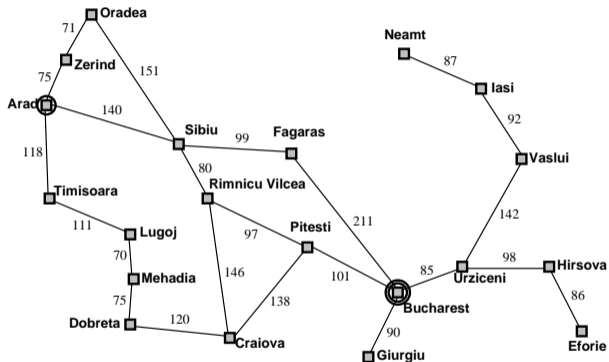 Oradea
71
Neamt
Zerind
87
151
75
Iasi
Arad
140
92
Sibiu
99
Fagaras
118
Vaslui
80
Rimnicu Vilcea
Timisoara
211
142
111
Lugoj
97
Pitesti
70
98
Hirsova
85
146
101
Urziceni
Mehadia
138
86
75
Bucharest
120
90
Dobreta
Craiova
Eforie
Giurgiu